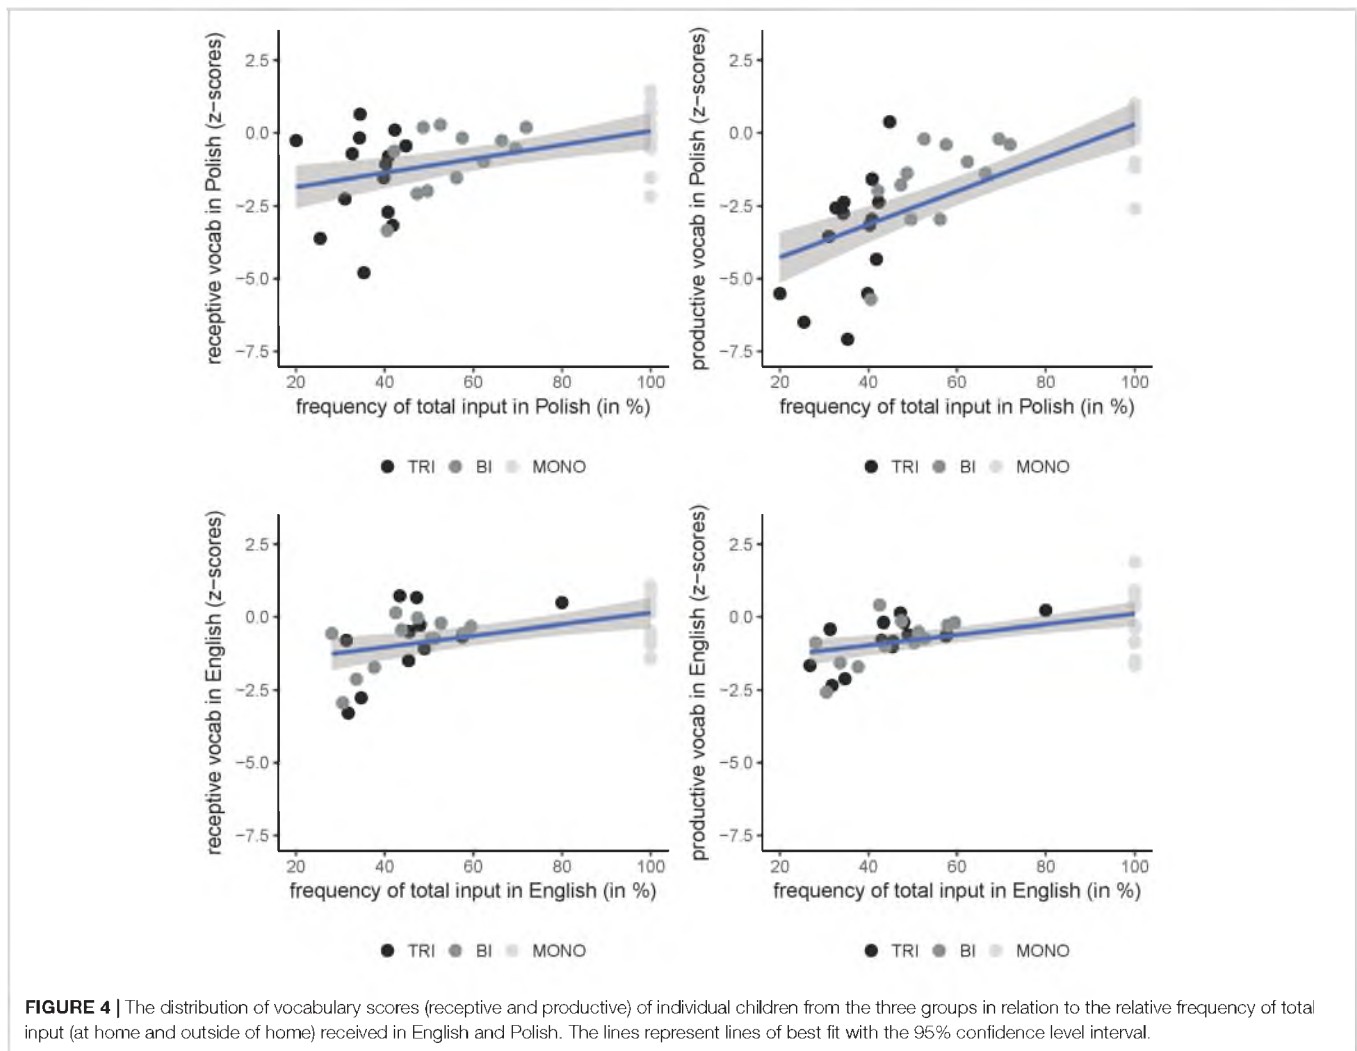 receptive vocab in Polish (z−scores)
2.5
0.0
−2.5
−5.0
−7.5
20 40 60 80 100
frequency of total input in Polish (in %)
TRI BI MONO
productive vocab in Polish (z−scores)
2.5
0.0
−2.5
−5.0
−7.5
20 40 60 80 100
frequency of total input in Polish (in %)
TRI BI MONO
receptive vocab in English (z−scores)
2.5
0.0
−2.5
−5.0
−7.5
20 40 60 80 100
frequency of total input in English (in %)
TRI BI MONO
productive vocab in English (z−scores)
2.5
0.0
−2.5
−5.0
−7.5
20 40 60 80 100
frequency of total input in English (in %)
TRI BI MONO
FIGURE 4 | The distribution of vocabulary scores (receptive and productive) of individual children from the three groups in relation to the relative frequency of total
input (at home and outside of home) received in English and Polish. The lines represent lines of best fit with the 95% confidence level interval.